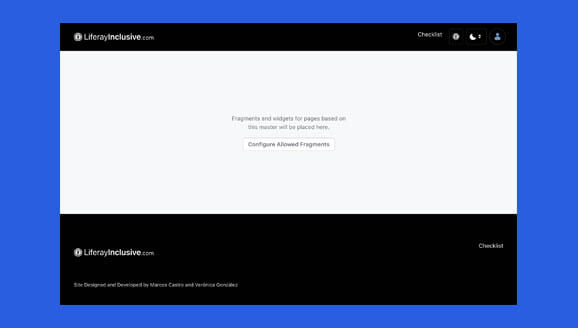 LiferayInclusive.com
Checklist
Fragments and widgets for pages based on
this master will be placed here.
Configure Allowed Fragments
LiferayInclusive.com
Checklist
Site Designed and Developed by Marcos Castro and Verónica González